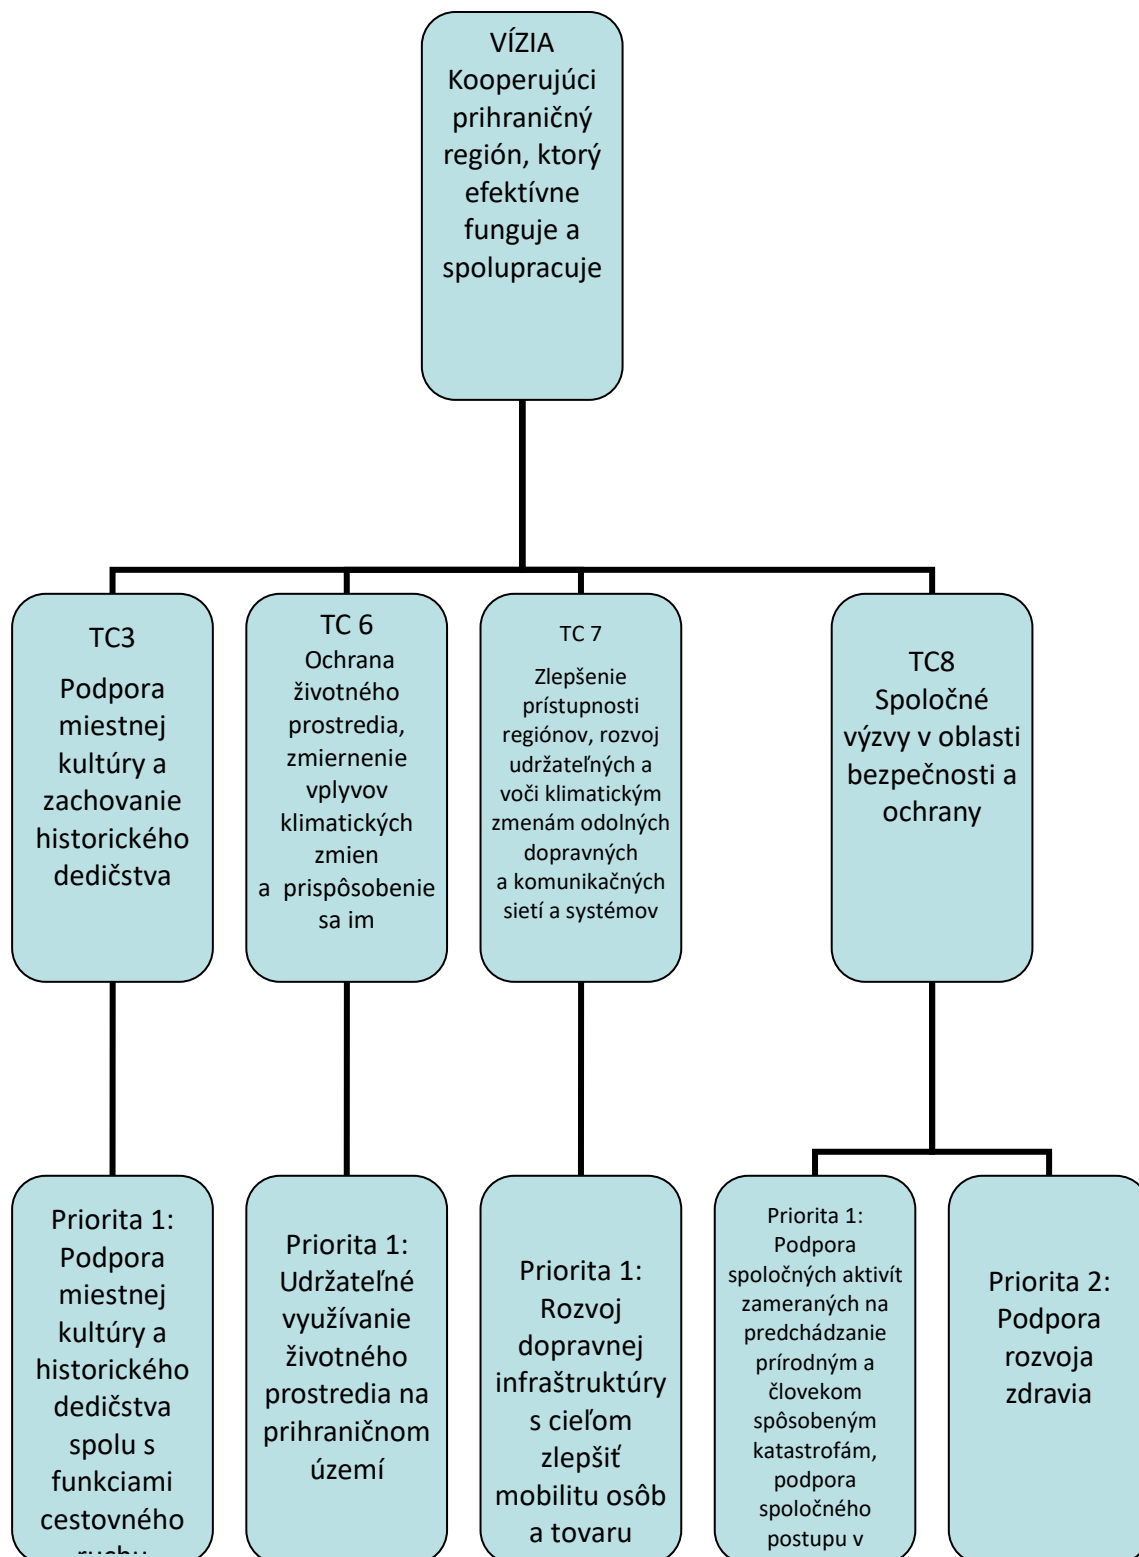 VÍZIA
Kooperujúci
prihraničný
región, ktorý
efektívne
funguje a
spolupracuje
TC3
Podpora
miestnej
kultúry a
zachovanie
historického
dedičstva
TC 6
Ochrana
životného
prostredia,
zmiernenie
vplyvov
klimatických
zmien
a prispôsobenie
sa im
TC 7
Zlepšenie
prístupnosti
regiónov, rozvoj
udržateľných a
voči klimatickým
zmenám odolných
dopravných
a komunikačných
sietí a systémov
TC8
Spoločné
výzvy v oblasti
bezpečnosti a
ochrany
Priorita 1:
Podpora
miestnej
kultúry a
historického
dedičstva
spolu s
funkciami
cestovného
ruchu
Priorita 1:
Udržateľné
využívanie
životného
prostredia na
prihraničnom
území
Priorita 1:
Rozvoj
dopravnej
infraštruktúry
s cieľom
zlepšiť
mobilitu osôb
a tovaru
Priorita 1:
Podpora
spoločných aktivít
zameraných na
predchádzanie
prírodným a
človekom
spôsobeným
katastrofám,
podpora
spoločného
postupu v
Priorita 2:
Podpora
rozvoja
zdravia